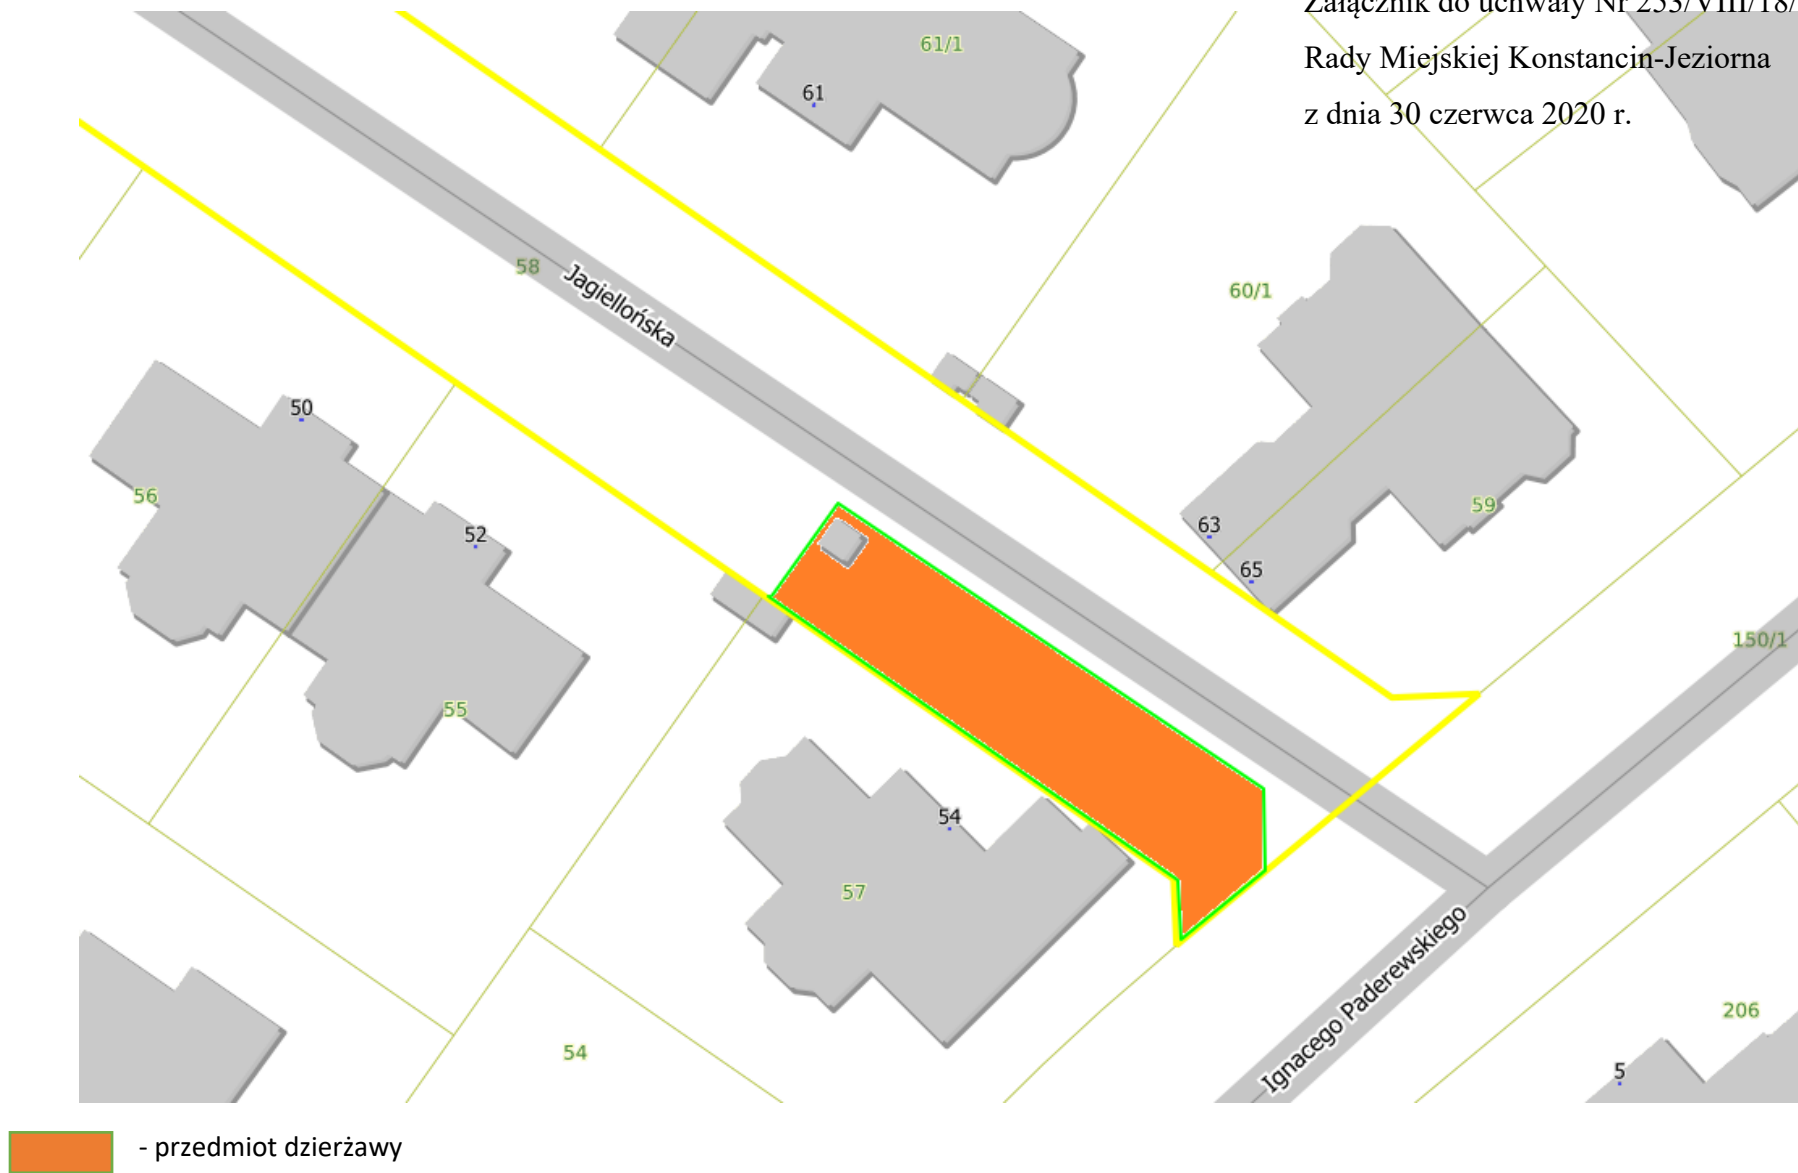 Załącznik do uchwały Nr 253/VIII/18/
Rady Miejskiej Konstancin-Jeziorna
z dnia 30 czerwca 2020 r.
61/1
61
58
Jagiellońska
60/1
50
56
52
59
63
65
150/1
55
54
57
Ignacego Paderewskiego
206
54
5
- przedmiot dzierżawy